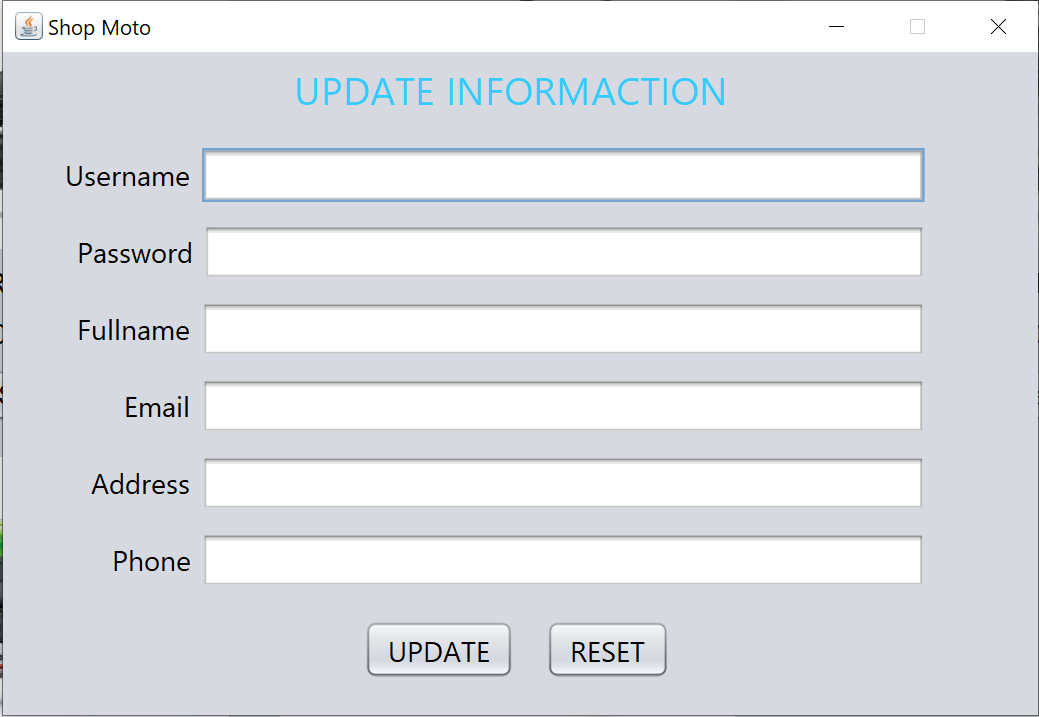 Shop Moto
UPDATE INFORMACTION
Username
Password
Fullname
Email
Address
Phone
UPDATE RESET